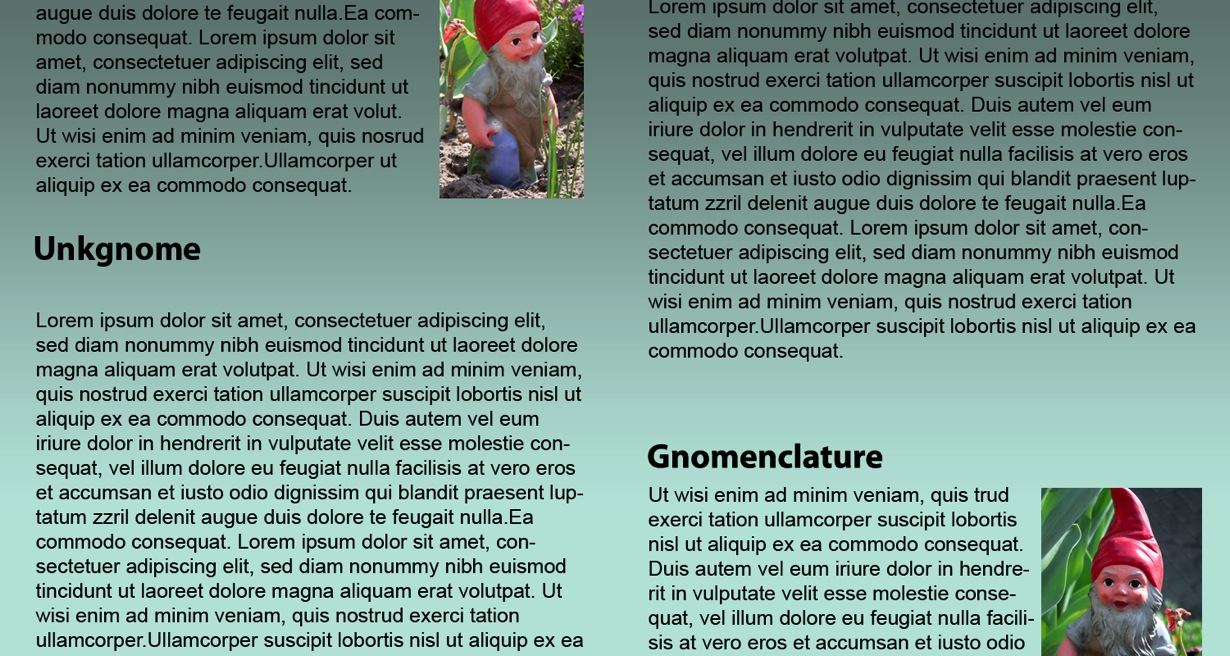 augue duis dolore te feugait nulla.Ea com-
modo consequat. Lorem ipsum dolor sit
amet, consectetuer adipiscing elit, sed
diam nonummy nibh euismod tincidunt ut
laoreet dolore magna aliquam erat volut.
Ut wisi enim ad minim veniam, quis nosrud
exerci tation ullamcorper.Ullamcorper ut
aliquip ex ea commodo consequat.
Unkgnome
Lorem ipsum dolor sit amet, consectetuer adipiscing elit,
sed diam nonummy nibh euismod tincidunt ut laoreet dolore
magna aliquam erat volutpat. Ut wisi enim ad minim veniam,
quis nostrud exerci tation ullamcorper suscipit lobortis nisl ut
aliquip ex ea commodo consequat. Duis autem vel eum
iriure dolor in hendrerit in vulputate velit esse molestie con-
sequat, vel illum dolore eu feugiat nulla facilisis at vero eros
et accumsan et iusto odio dignissim qui blandit praesent lup-
tatum zzril delenit augue duis dolore te feugait nulla.Ea
commodo consequat. Lorem ipsum dolor sit amet, con-
sectetuer adipiscing elit, sed diam nonummy nibh euismod
tincidunt ut laoreet dolore magna aliquam erat volutpat. Ut
wisi enim ad minim veniam, quis nostrud exerci tation
ullamcorper.Ullamcorper suscipit lobortis nisl ut aliquip ex ea
Lorem ipsum dolor sit amet, consectetuer adipiscing elit,
sed diam nonummy nibh euismod tincidunt ut laoreet dolore
magna aliquam erat volutpat. Ut wisi enim ad minim veniam,
quis nostrud exerci tation ullamcorper suscipit lobortis nisl ut
aliquip ex ea commodo consequat. Duis autem vel eum
iriure dolor in hendrerit in vulputate velit esse molestie con-
sequat, vel illum dolore eu feugiat nulla facilisis at vero eros
et accumsan et iusto odio dignissim qui blandit praesent lup-
tatum zzril delenit augue duis dolore te feugait nulla.Ea
commodo consequat. Lorem ipsum dolor sit amet, con-
sectetuer adipiscing elit, sed diam nonummy nibh euismod
tincidunt ut laoreet dolore magna aliquam erat volutpat. Ut
wisi enim ad minim veniam, quis nostrud exerci tation
ullamcorper.Ullamcorper suscipit lobortis nisl ut aliquip ex ea
commodo consequat.
Gnomenclature
Ut wisi enim ad minim veniam, quis trud
exerci tation ullamcorper suscipit lobortis
nisl ut aliquip ex ea commodo consequat.
Duis autem vel eum iriure dolor in hendre-
rit in vulputate velit esse molestie conse-
quat, vel illum dolore eu feugiat nulla facili-
sis at vero eros et accumsan et iusto odio